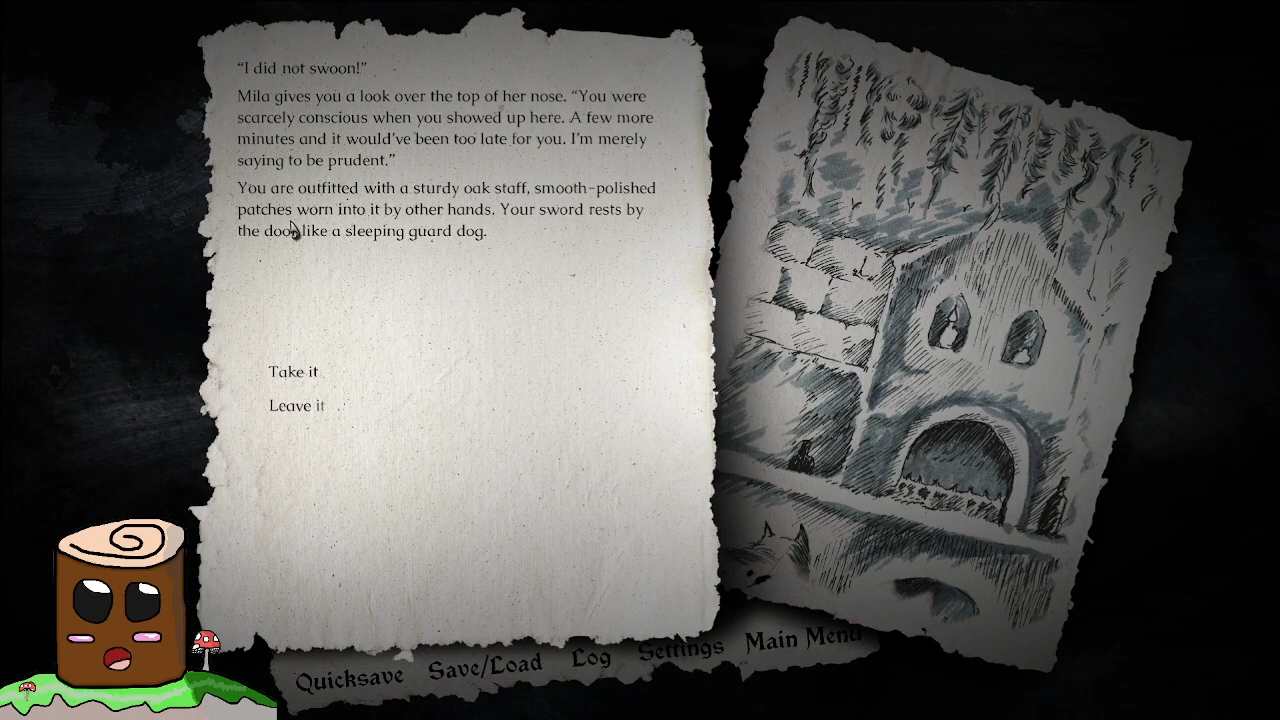 “I did not swoon!”
Mila gives you a look over the top of her nose. “You were
scarcely conscious when you showed up here. A few more
minutes and it would’ve been too late for you. I’m merely
saying to be prudent.”
You are outfitted with a sturdy oak staff, smooth-polished
patches worn into it by other hands. Your sword rests by
the door like a sleeping guard dog.
Take it
Leave it
Quicksave Save/Load Log Settings Main Menu